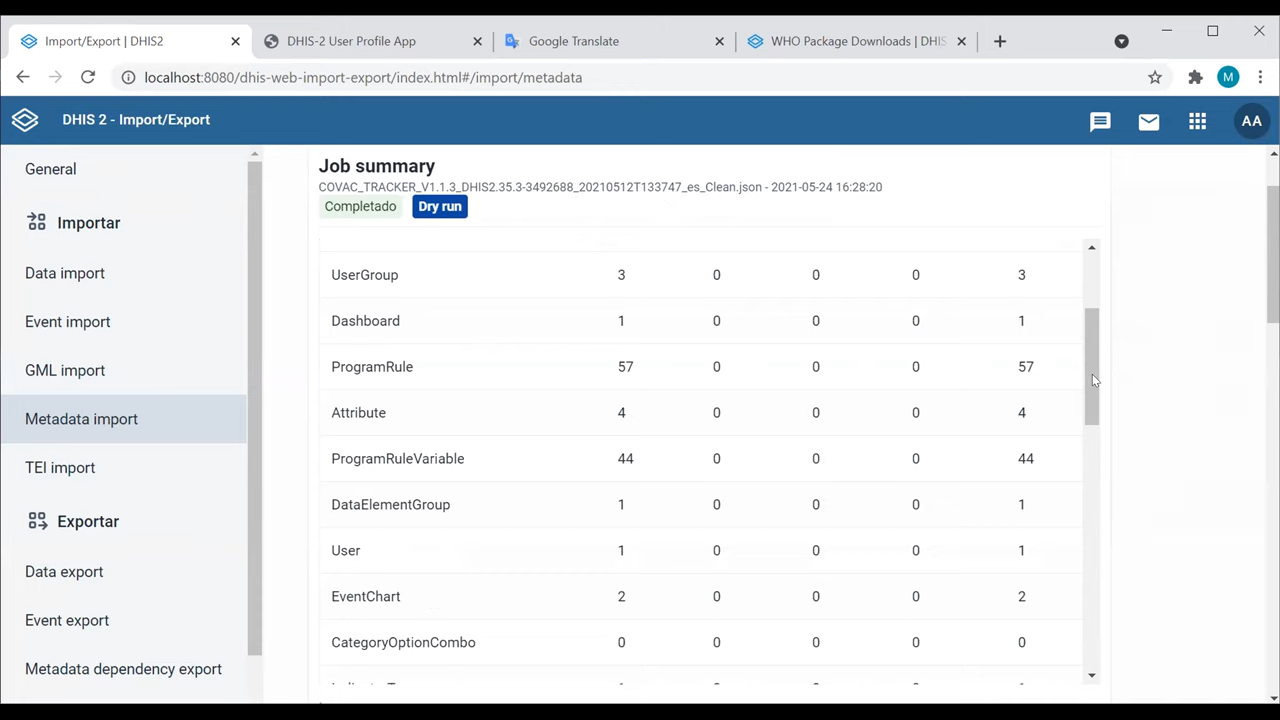 Import/Export | DHIS2
DHIS-2 User Profile App
Google Translate
WHO Package Downloads | DHIS
localhost:8080/dhis-web-import-export/index.html#/import/metadata
M
DHIS 2 - Import/Export
AA
General
Importar
Data import
Event import
GML import
Metadata import
TEI import
Exportar
Data export
Event export
Metadata dependency export
Job summary
COVAC_TRACKER_V1.1.3_DHIS2.35.3-3492688_20210512T133747_es_Clean.json - 2021-05-24 16:28:20
Completado Dry run
UserGroup 3 0 0 0 3
Dashboard 1 0 0 0 1
ProgramRule 57 0 0 0 57
Attribute 4 0 0 0 4
ProgramRuleVariable 44 0 0 0 44
DataElementGroup 1 0 0 0 1
User 1 0 0 0 1
EventChart 2 0 0 0 2
CategoryOptionCombo 0 0 0 0 0